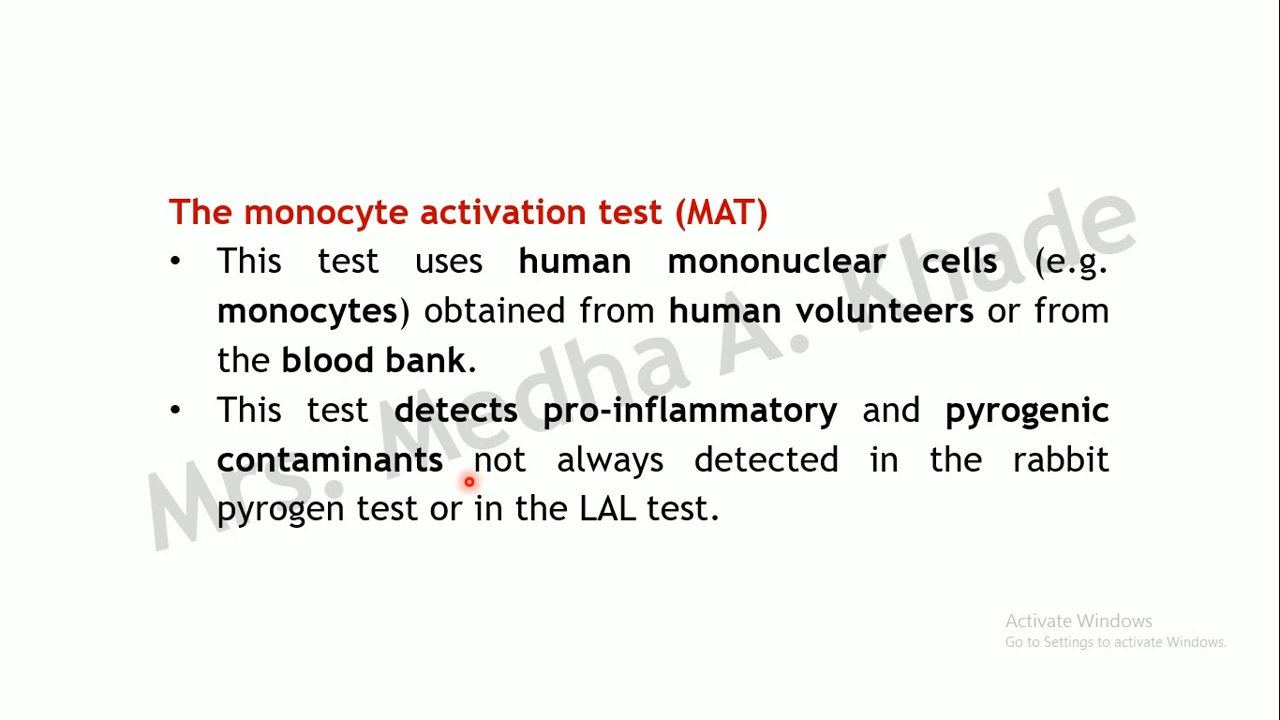 The monocyte activation test (MAT)
• This test uses human mononuclear cells (e.g.
monocytes) obtained from human volunteers or from
the blood bank.
• This test detects pro-inflammatory and pyrogenic
contaminants not always detected in the rabbit
pyrogen test or in the LAL test.
Mrs. Medha A. Khade
Activate Windows
Go to Settings to activate Windows.